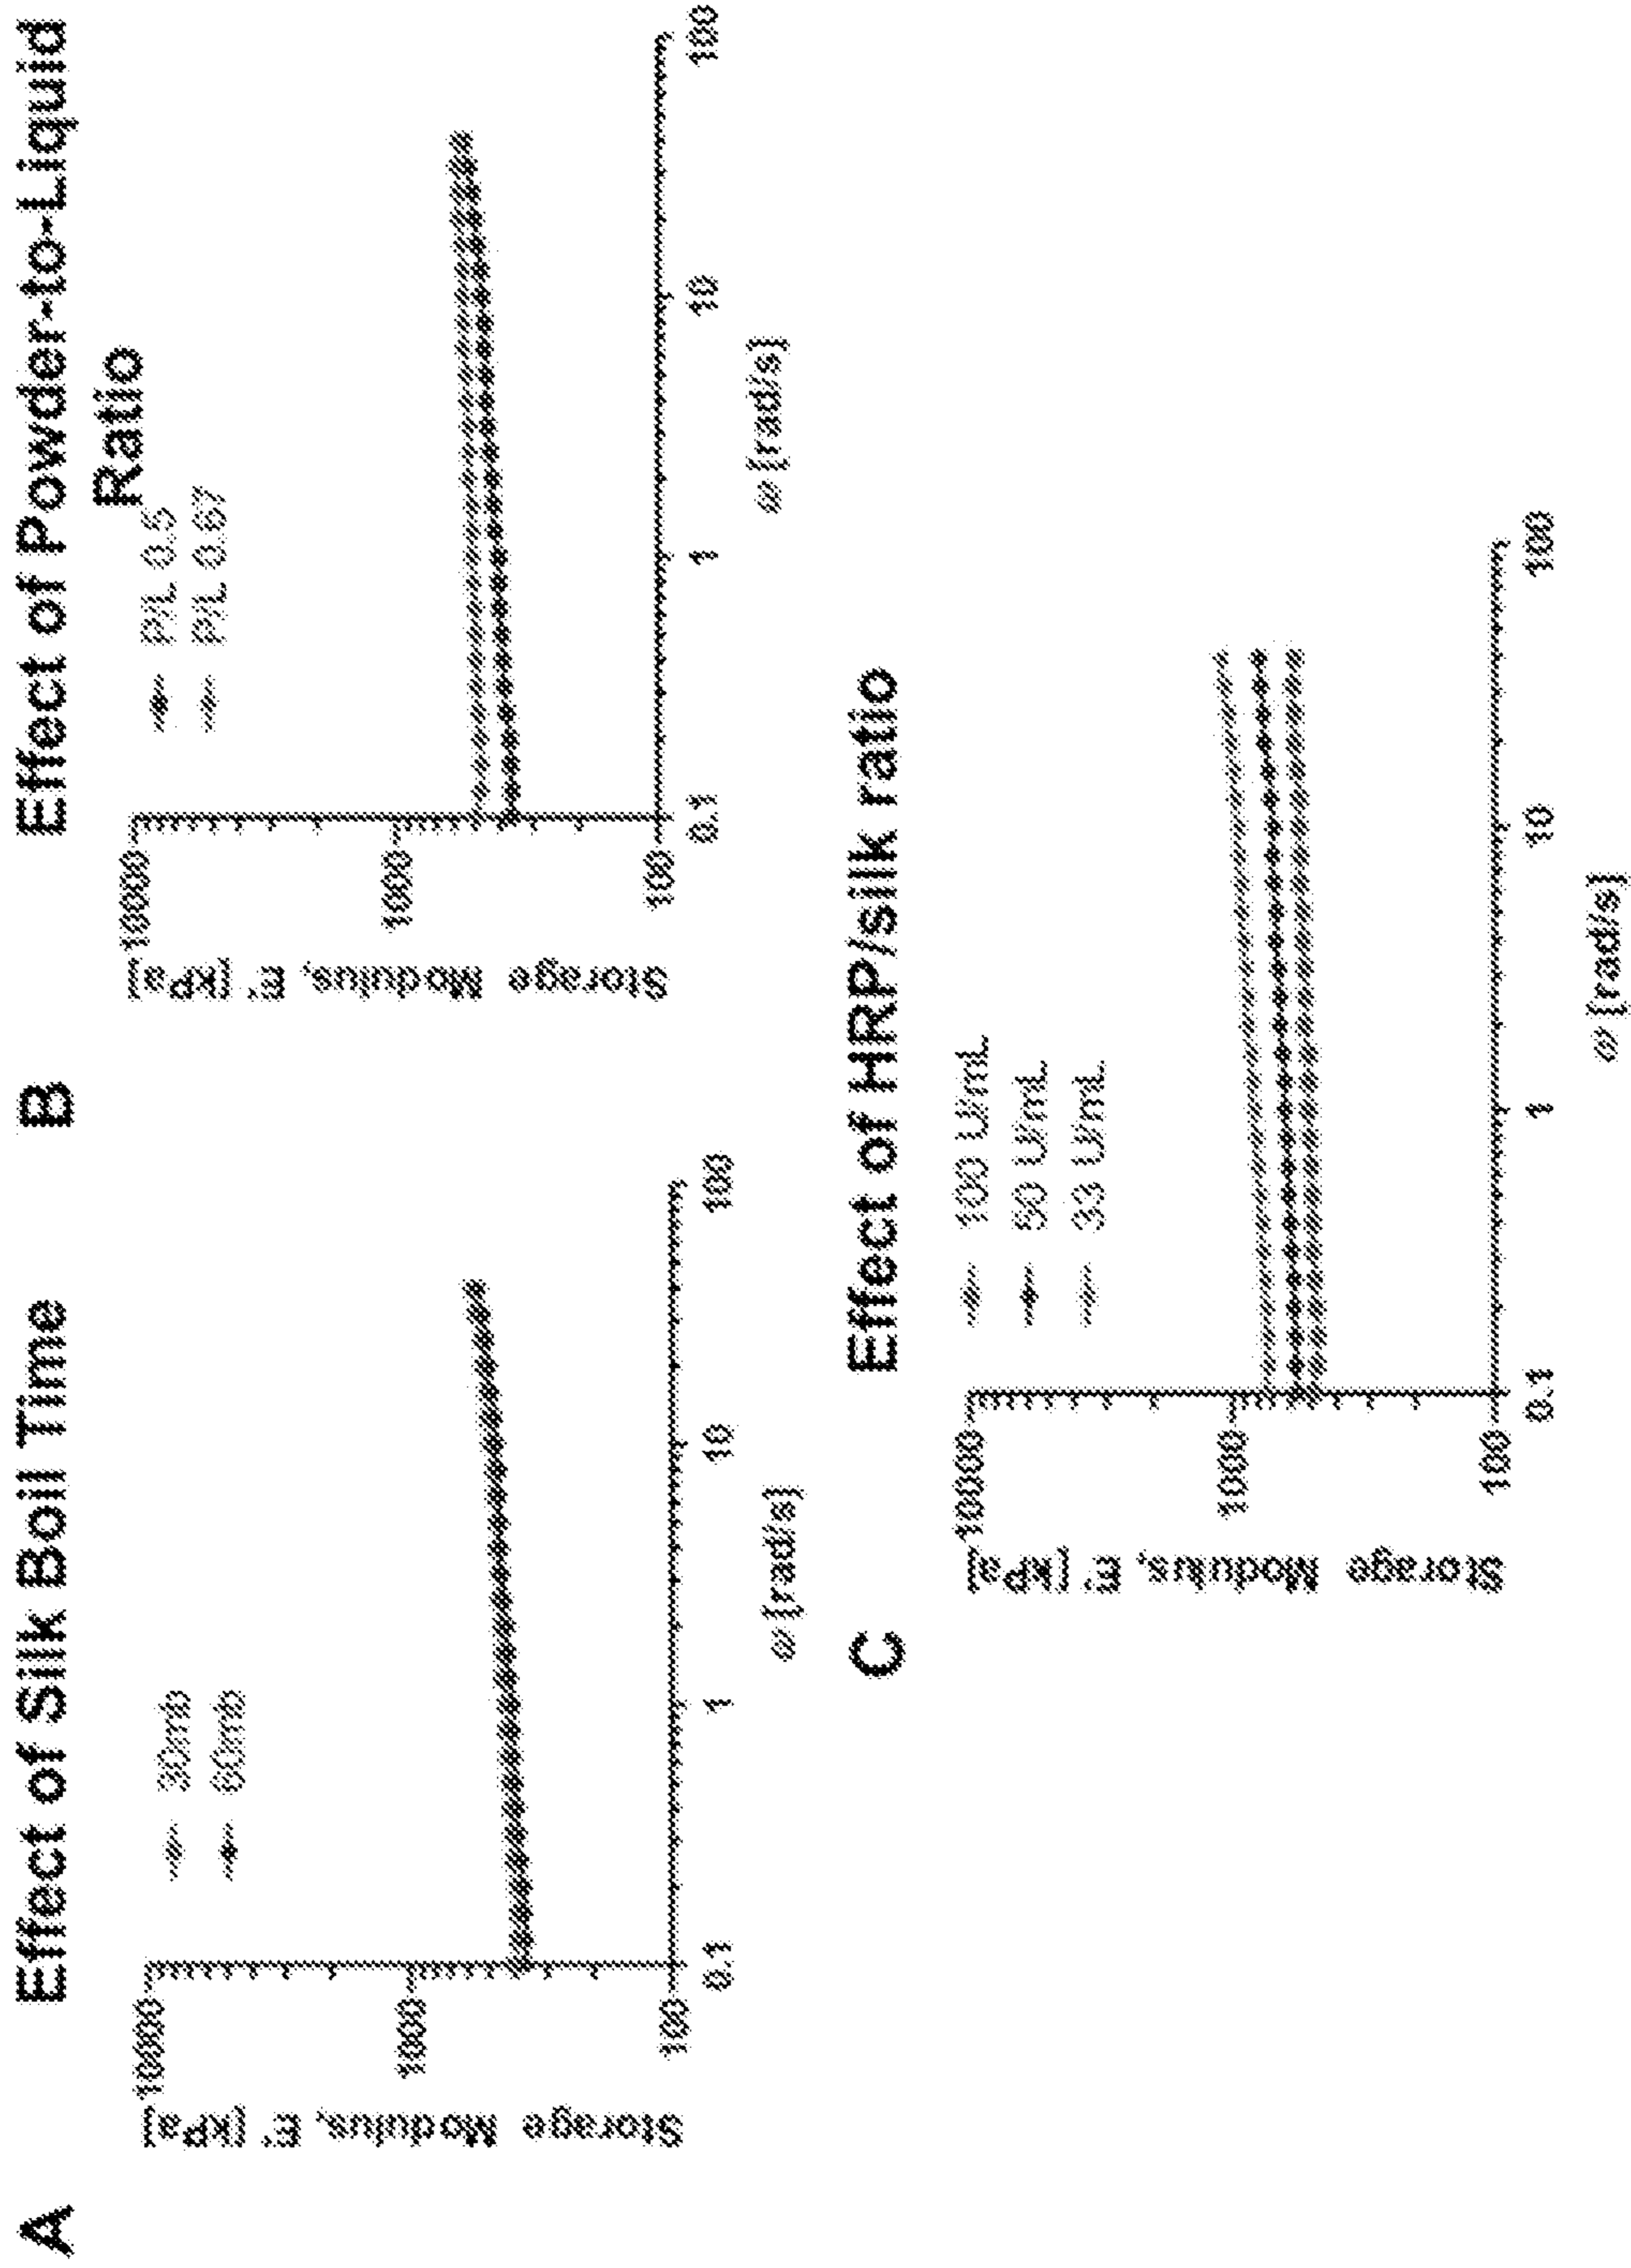 A
Effect of Silk Boil Time
30mb
60mb
Storage Modulus, E' [kPa]
10000
1000
100
0.1
1
10
100
ω [rad/s]
B
Effect of Powder-to-Liquid
Ratio
P/L 0.5
P/L 0.67
Storage Modulus, E' [kPa]
10000
1000
100
0.1
1
10
100
ω [rad/s]
C
Effect of HRP/silk ratio
100 U/mL
50 U/mL
33 U/mL
Storage Modulus, E' [kPa]
10000
1000
100
0.1
1
10
100
ω [rad/s]